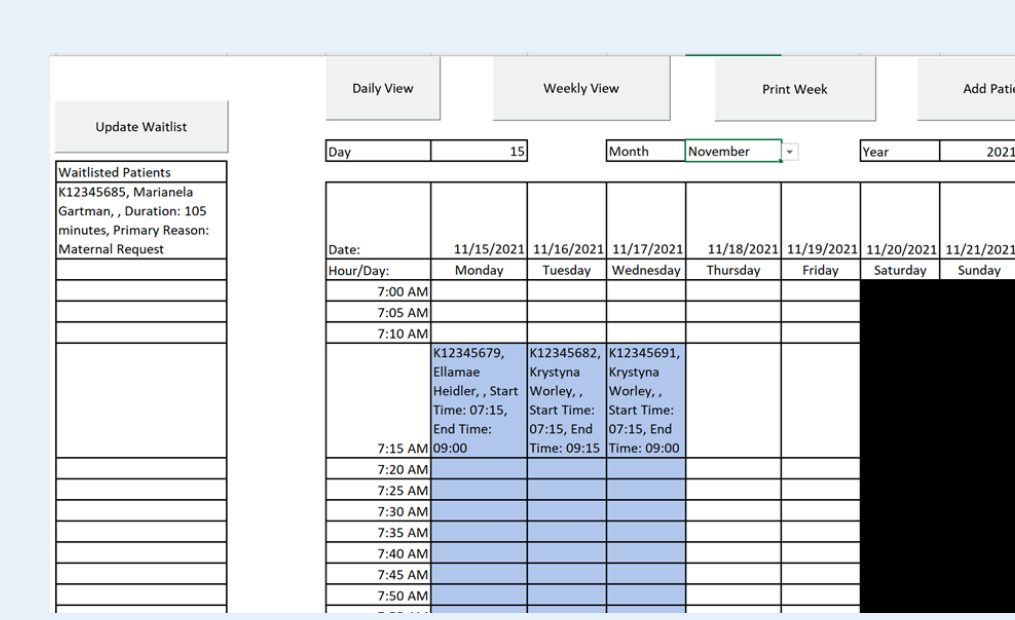 Daily View Weekly View Print Week Add Patie
Update Waitlist
Day 15 Month November Year 2021
Waitlisted Patients
K12345685, Marianela
Gartman, , Duration: 105
minutes, Primary Reason:
Maternal Request
Date: 11/15/2021 11/16/2021 11/17/2021 11/18/2021 11/19/2021 11/20/2021 11/21/2021
Hour/Day: Monday Tuesday Wednesday Thursday Friday Saturday Sunday
7:00 AM
7:05 AM
7:10 AM
7:15 AM
K12345679,
Ellamae
Heidler, , Start
Time: 07:15,
End Time:
09:00
K12345682,
Krystyna
Worley, ,
Start Time:
07:15, End
Time: 09:15
K12345691,
Krystyna
Worley, ,
Start Time:
07:15, End
Time: 09:00
7:20 AM
7:25 AM
7:30 AM
7:35 AM
7:40 AM
7:45 AM
7:50 AM